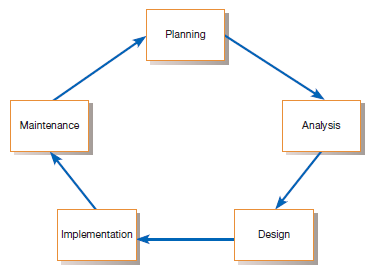 Planning
Analysis
Design
Implementation
Maintenance